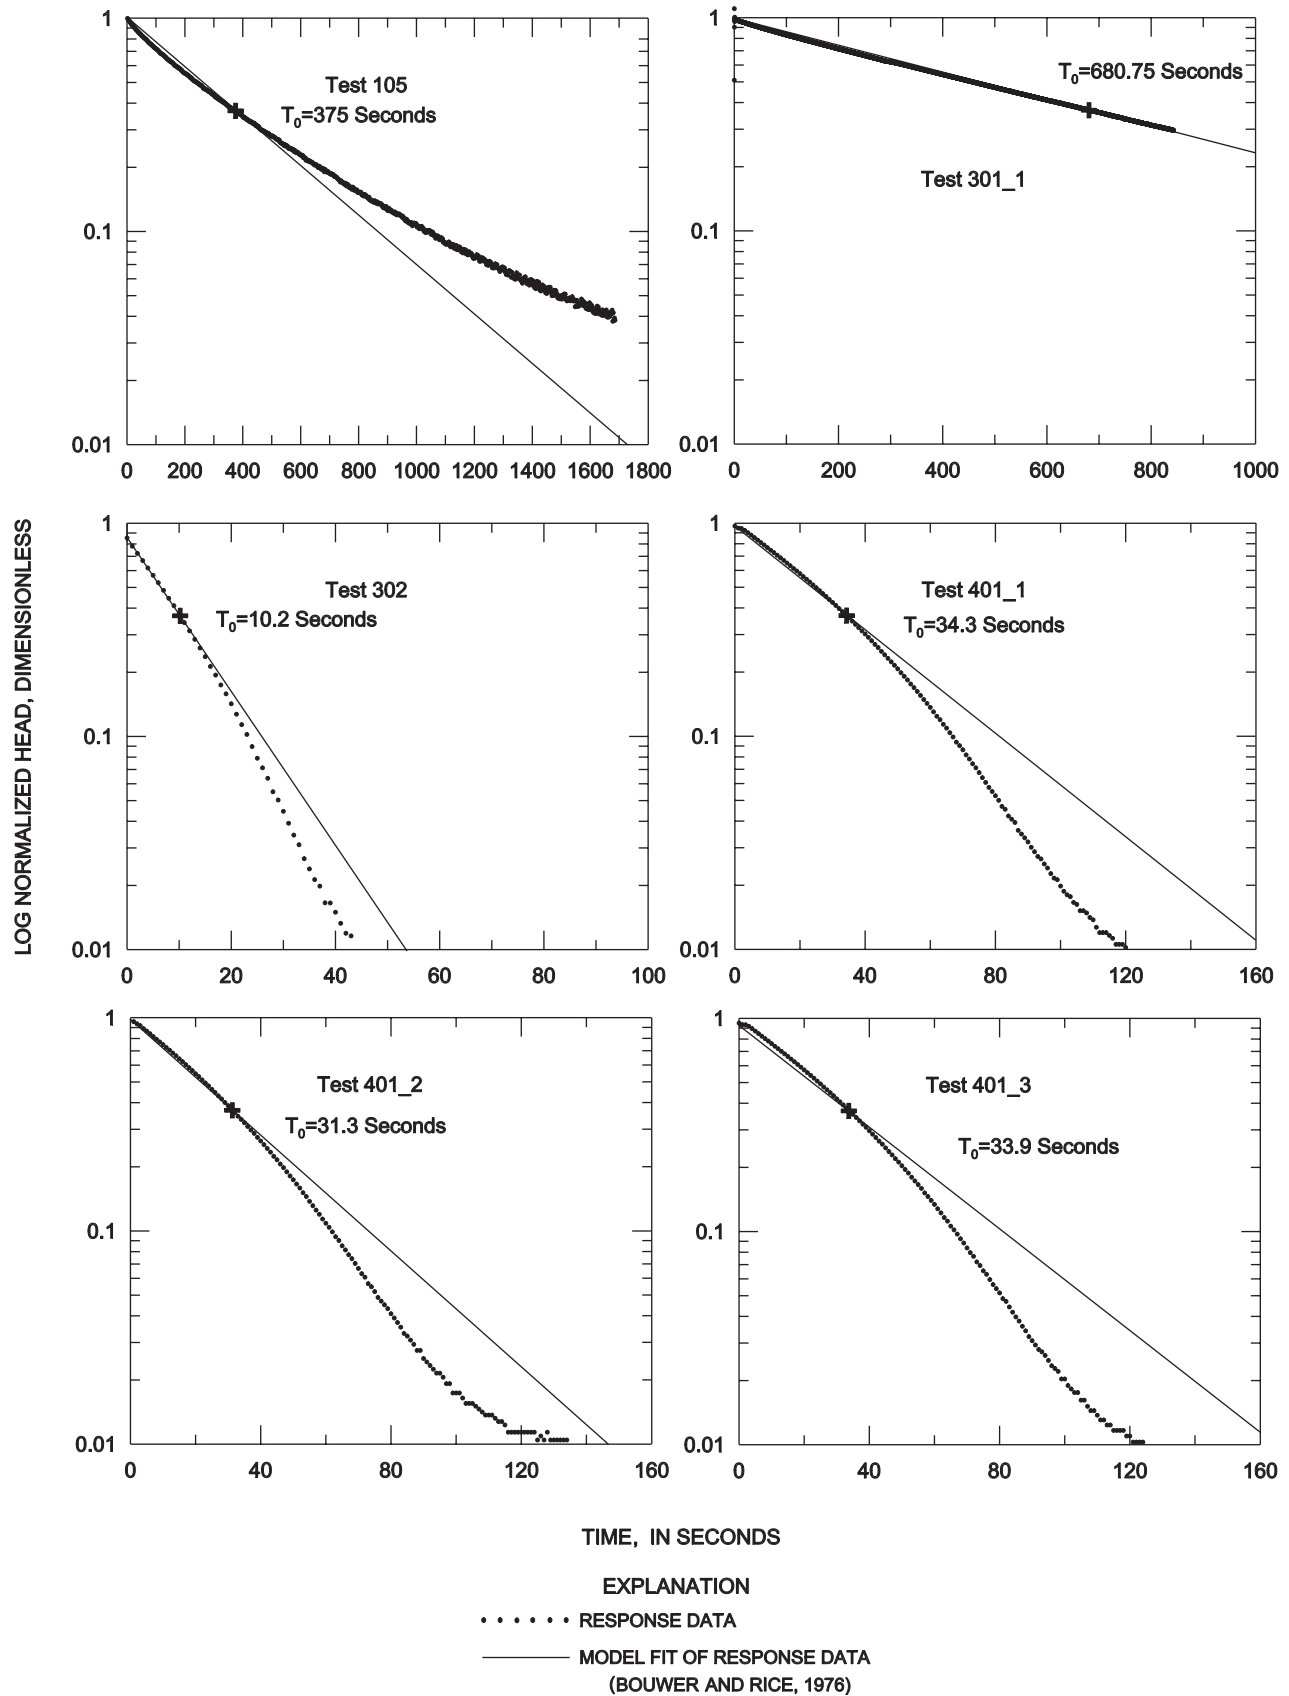 1
0.1
0.01
Test 105
T₀=375 Seconds
0 200 400 600 800 1000 1200 1400 1600 1800
1
0.1
0.01
T₀=680.75 Seconds
Test 301_1
0 200 400 600 800 1000
LOG NORMALIZED HEAD, DIMENSIONLESS
1
0.1
0.01
Test 302
T₀=10.2 Seconds
0 20 40 60 80 100
1
0.1
0.01
Test 401_1
T₀=34.3 Seconds
0 40 80 120 160
1
0.1
0.01
Test 401_2
T₀=31.3 Seconds
0 40 80 120 160
1
0.1
0.01
Test 401_3
T₀=33.9 Seconds
0 40 80 120 160
TIME, IN SECONDS
EXPLANATION
RESPONSE DATA
MODEL FIT OF RESPONSE DATA
(BOUWER AND RICE, 1976)